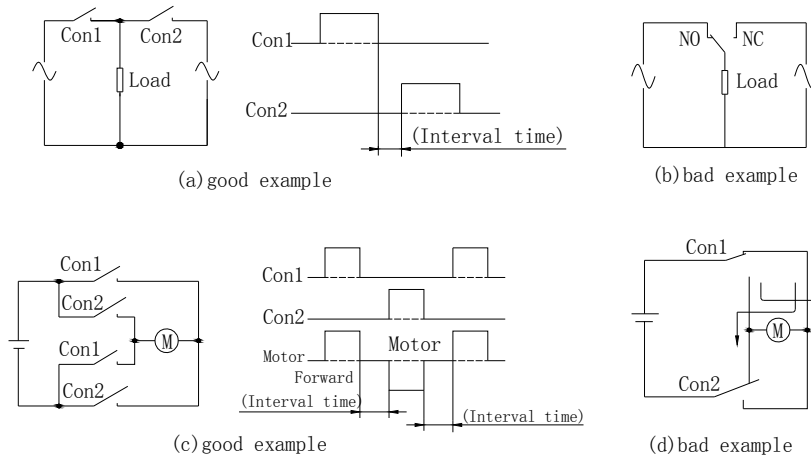 Con1
Con2
Load
Con1
Con2
(Interval time)
(a)good example
NO
NC
Load
(b)bad example
Con1
Con2
Con1
Con2
M
Con1
Con2
Motor
Motor
Forward
(Interval time)
(Interval time)
(c)good example
Con1
M
Con2
(d)bad example